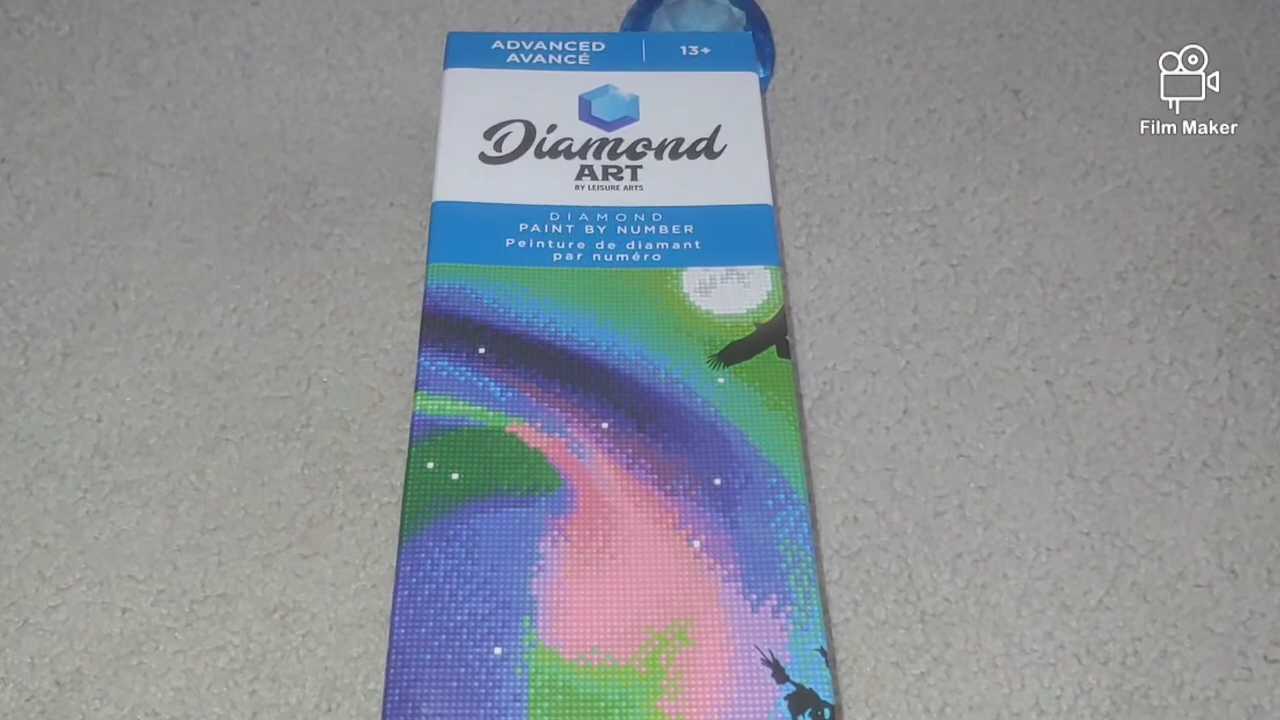 ADVANCED
AVANCÉ
13+
Diamond
ART
BY LEISURE ARTS
DIAMOND
PAINT BY NUMBER
Peinture de diamant
par numéro
Film Maker